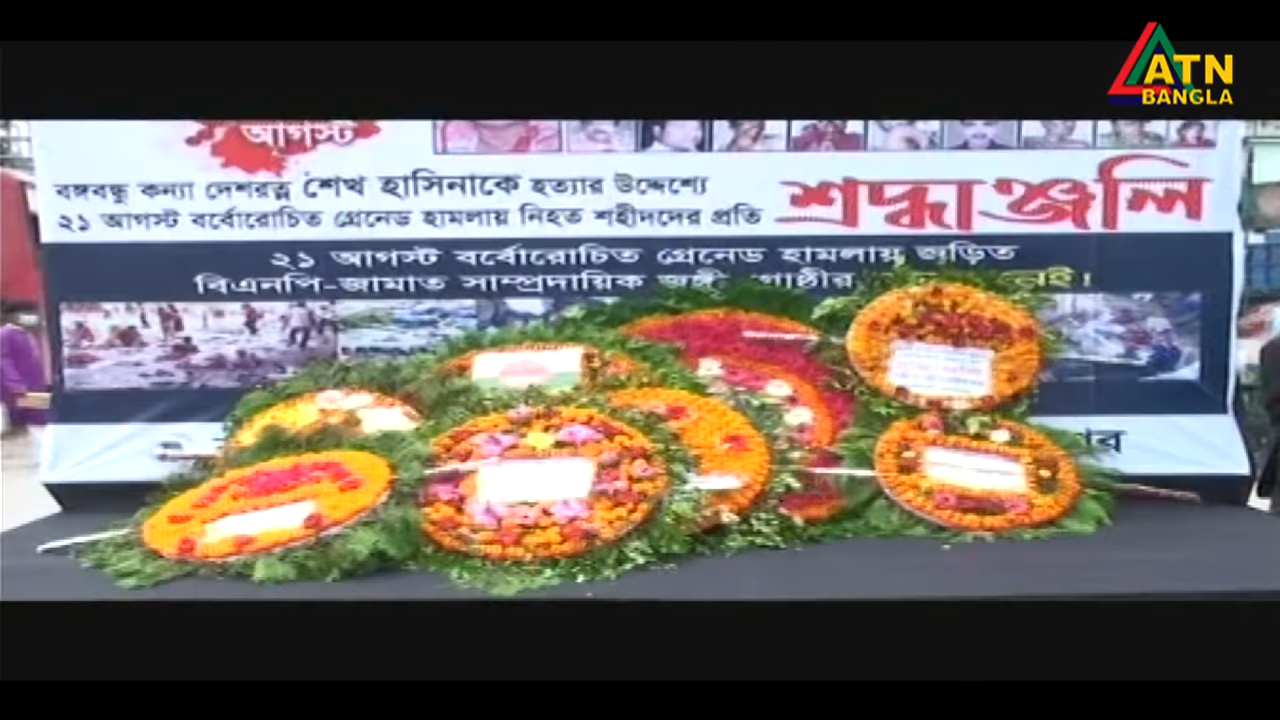 ATN
BANGLA
আগস্ট
বঙ্গবন্ধু কন্যা দেশরত্ন শেখ হাসিনাকে হত্যার উদ্দেশ্যে
২১ আগস্ট বর্বোরোচিত গ্রেনেড হামলায় নিহত শহীদদের প্রতি
শ্রদ্ধাঞ্জলি
২১ আগস্ট বর্বোরোচিত গ্রেনেড হামলায় জড়িত
বিএনপি-জামাত সাম্প্রদায়িক জঙ্গী